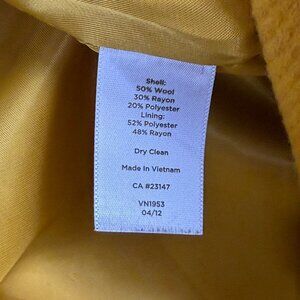 Shell:
50% Wool
30% Rayon
20% Polyester
Lining:
52% Polyester
48% Rayon
Dry Clean
Made In Vietnam
CA #23147
VN1953
04/12